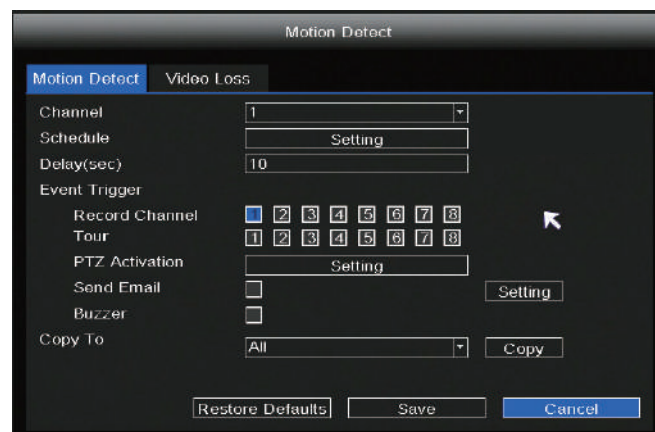 Motion Detect
Motion Detect Video Loss
Channel 1
Schedule Setting
Delay(sec) 10
Event Trigger
Record Channel 1 2 3 4 5 6 7 8
Tour 1 2 3 4 5 6 7 8
PTZ Activation Setting
Send Email Setting
Buzzer
Copy To All Copy
Restore Defaults Save Cancel